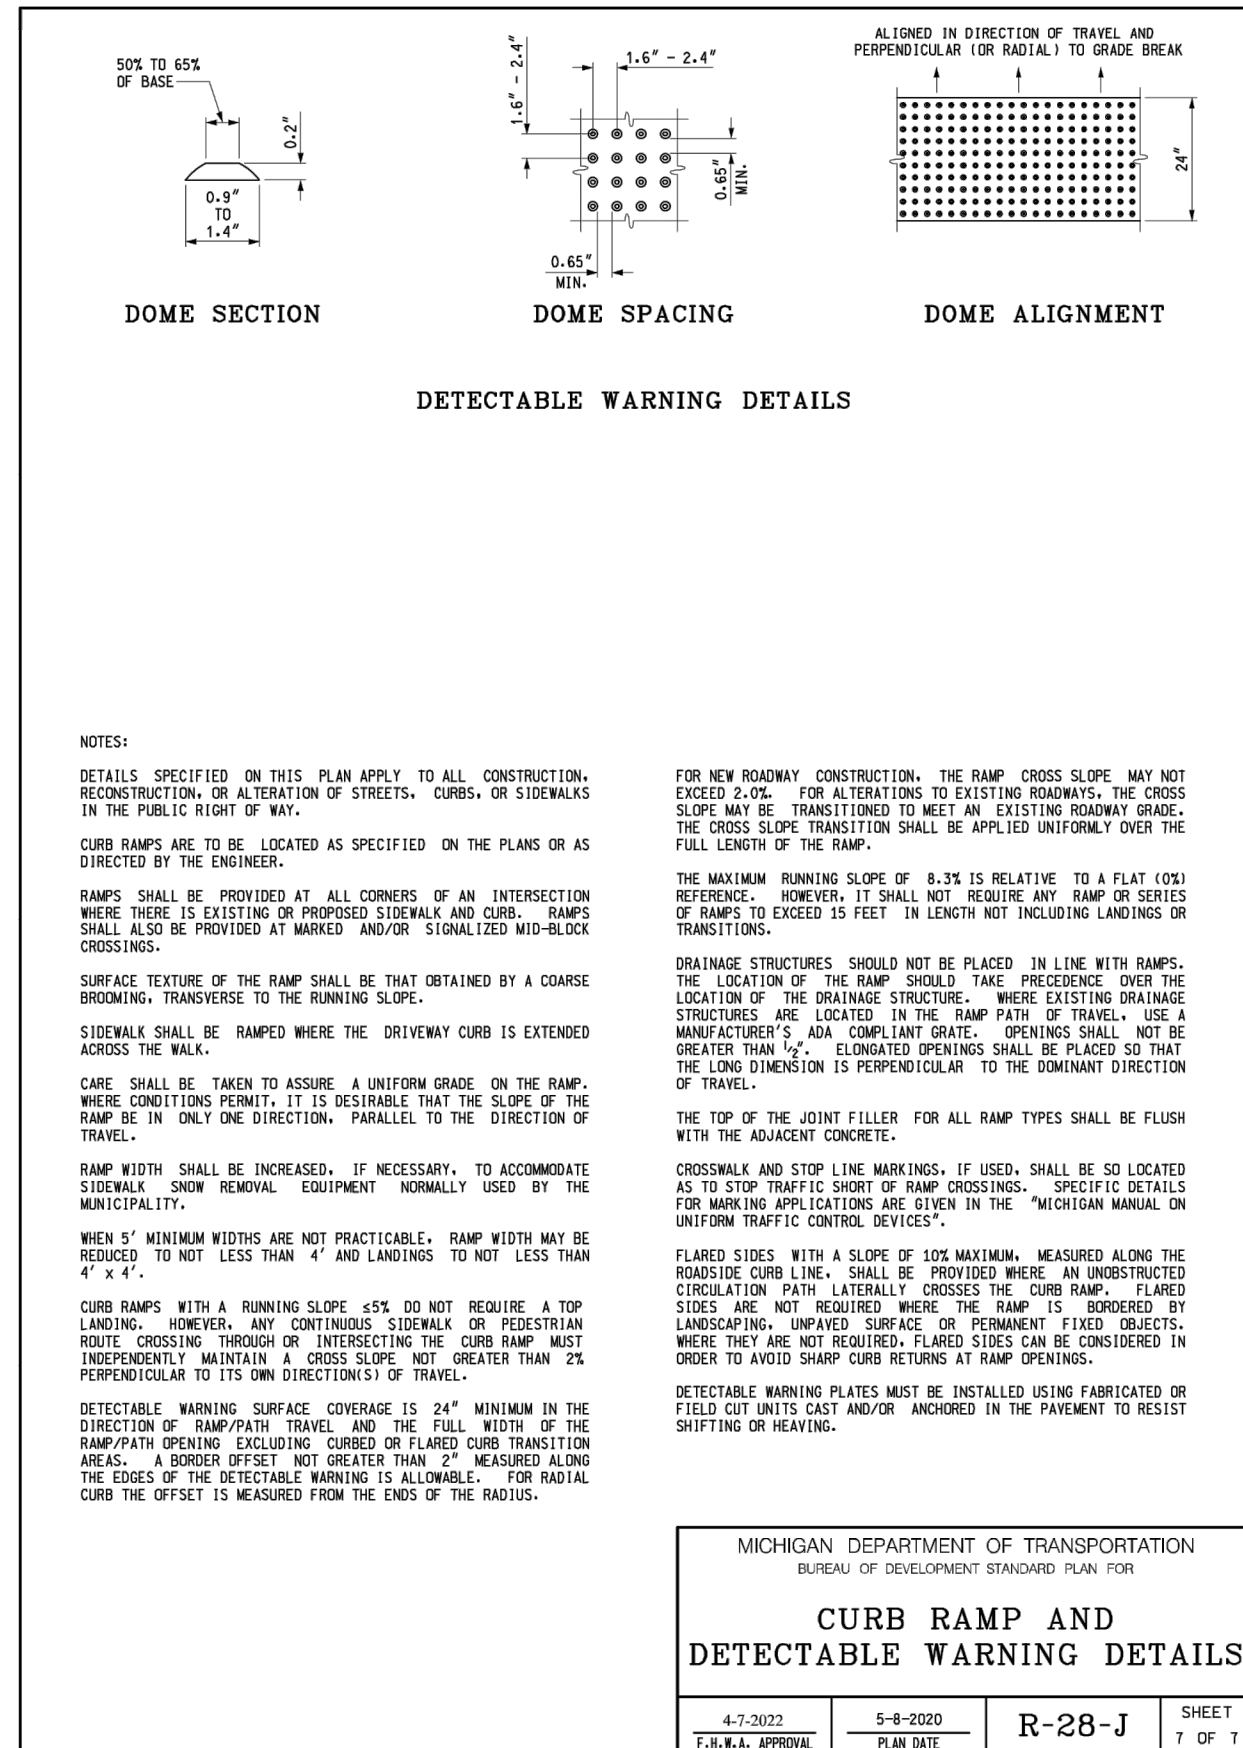 50% TO 65%
OF BASE
0.2"
0.9"
TO
1.4"
DOME SECTION
1.6" - 2.4"
1.6" - 2.4"
0.65"
MIN.
0.65"
MIN.
DOME SPACING
ALIGNED IN DIRECTION OF TRAVEL AND
PERPENDICULAR (OR RADIAL) TO GRADE BREAK
24"
DOME ALIGNMENT
DETECTABLE WARNING DETAILS
NOTES:
DETAILS SPECIFIED ON THIS PLAN APPLY TO ALL CONSTRUCTION,
RECONSTRUCTION, OR ALTERATION OF STREETS, CURBS, OR SIDEWALKS
IN THE PUBLIC RIGHT OF WAY.
CURB RAMPS ARE TO BE LOCATED AS SPECIFIED ON THE PLANS OR AS
DIRECTED BY THE ENGINEER.
RAMPS SHALL BE PROVIDED AT ALL CORNERS OF AN INTERSECTION
WHERE THERE IS EXISTING OR PROPOSED SIDEWALK AND CURB. RAMPS
SHALL ALSO BE PROVIDED AT MARKED AND/OR SIGNALIZED MID-BLOCK
CROSSINGS.
SURFACE TEXTURE OF THE RAMP SHALL BE THAT OBTAINED BY A COARSE
BROOMING, TRANSVERSE TO THE RUNNING SLOPE.
SIDEWALK SHALL BE RAMPED WHERE THE DRIVEWAY CURB IS EXTENDED
ACROSS THE WALK.
CARE SHALL BE TAKEN TO ASSURE A UNIFORM GRADE ON THE RAMP.
WHERE CONDITIONS PERMIT, IT IS DESIRABLE THAT THE SLOPE OF THE
RAMP BE IN ONLY ONE DIRECTION, PARALLEL TO THE DIRECTION OF
TRAVEL.
RAMP WIDTH SHALL BE INCREASED, IF NECESSARY, TO ACCOMMODATE
SIDEWALK SNOW REMOVAL EQUIPMENT NORMALLY USED BY THE
MUNICIPALITY.
WHEN 5' MINIMUM WIDTHS ARE NOT PRACTICABLE, RAMP WIDTH MAY BE
REDUCED TO NOT LESS THAN 4' AND LANDINGS TO NOT LESS THAN
4' x 4'.
CURB RAMPS WITH A RUNNING SLOPE ≤5% DO NOT REQUIRE A TOP
LANDING. HOWEVER, ANY CONTINUOUS SIDEWALK OR PEDESTRIAN
ROUTE CROSSING THROUGH OR INTERSECTING THE CURB RAMP MUST
INDEPENDENTLY MAINTAIN A CROSS SLOPE NOT GREATER THAN 2%
PERPENDICULAR TO ITS OWN DIRECTION(S) OF TRAVEL.
DETECTABLE WARNING SURFACE COVERAGE IS 24" MINIMUM IN THE
DIRECTION OF RAMP/PATH TRAVEL AND THE FULL WIDTH OF THE
RAMP/PATH OPENING EXCLUDING CURBED OR FLARED CURB TRANSITION
AREAS. A BORDER OFFSET NOT GREATER THAN 2" MEASURED ALONG
THE EDGES OF THE DETECTABLE WARNING IS ALLOWABLE. FOR RADIAL
CURB THE OFFSET IS MEASURED FROM THE ENDS OF THE RADIUS.
FOR NEW ROADWAY CONSTRUCTION, THE RAMP CROSS SLOPE MAY NOT
EXCEED 2.0%. FOR ALTERATIONS TO EXISTING ROADWAYS, THE CROSS
SLOPE MAY BE TRANSITIONED TO MEET AN EXISTING ROADWAY GRADE.
THE CROSS SLOPE TRANSITION SHALL BE APPLIED UNIFORMLY OVER THE
FULL LENGTH OF THE RAMP.
THE MAXIMUM RUNNING SLOPE OF 8.3% IS RELATIVE TO A FLAT (0%)
REFERENCE. HOWEVER, IT SHALL NOT REQUIRE ANY RAMP OR SERIES
OF RAMPS TO EXCEED 15 FEET IN LENGTH NOT INCLUDING LANDINGS OR
TRANSITIONS.
DRAINAGE STRUCTURES SHOULD NOT BE PLACED IN LINE WITH RAMPS.
THE LOCATION OF THE RAMP SHOULD TAKE PRECEDENCE OVER THE
LOCATION OF THE DRAINAGE STRUCTURE. WHERE EXISTING DRAINAGE
STRUCTURES ARE LOCATED IN THE RAMP PATH OF TRAVEL, USE A
MANUFACTURER'S ADA COMPLIANT GRATE. OPENINGS SHALL NOT BE
GREATER THAN 1/2". ELONGATED OPENINGS SHALL BE PLACED SO THAT
THE LONG DIMENSION IS PERPENDICULAR TO THE DOMINANT DIRECTION
OF TRAVEL.
THE TOP OF THE JOINT FILLER FOR ALL RAMP TYPES SHALL BE FLUSH
WITH THE ADJACENT CONCRETE.
CROSSWALK AND STOP LINE MARKINGS, IF USED, SHALL BE SO LOCATED
AS TO STOP TRAFFIC SHORT OF RAMP CROSSINGS. SPECIFIC DETAILS
FOR MARKING APPLICATIONS ARE GIVEN IN THE "MICHIGAN MANUAL ON
UNIFORM TRAFFIC CONTROL DEVICES".
FLARED SIDES WITH A SLOPE OF 10% MAXIMUM, MEASURED ALONG THE
ROADSIDE CURB LINE, SHALL BE PROVIDED WHERE AN UNOBSTRUCTED
CIRCULATION PATH LATERALLY CROSSES THE CURB RAMP. FLARED
SIDES ARE NOT REQUIRED WHERE THE RAMP IS BORDERED BY
LANDSCAPING, UNPAVED SURFACE OR PERMANENT FIXED OBJECTS.
WHERE THEY ARE NOT REQUIRED, FLARED SIDES CAN BE CONSIDERED IN
ORDER TO AVOID SHARP CURB RETURNS AT RAMP OPENINGS.
DETECTABLE WARNING PLATES MUST BE INSTALLED USING FABRICATED OR
FIELD CUT UNITS CAST AND/OR ANCHORED IN THE PAVEMENT TO RESIST
SHIFTING OR HEAVING.
MICHIGAN DEPARTMENT OF TRANSPORTATION
BUREAU OF DEVELOPMENT STANDARD PLAN FOR
CURB RAMP AND
DETECTABLE WARNING DETAILS
4-7-2022
F.H.W.A. APPROVAL
5-8-2020
PLAN DATE
R-28-J
SHEET
7 OF 7